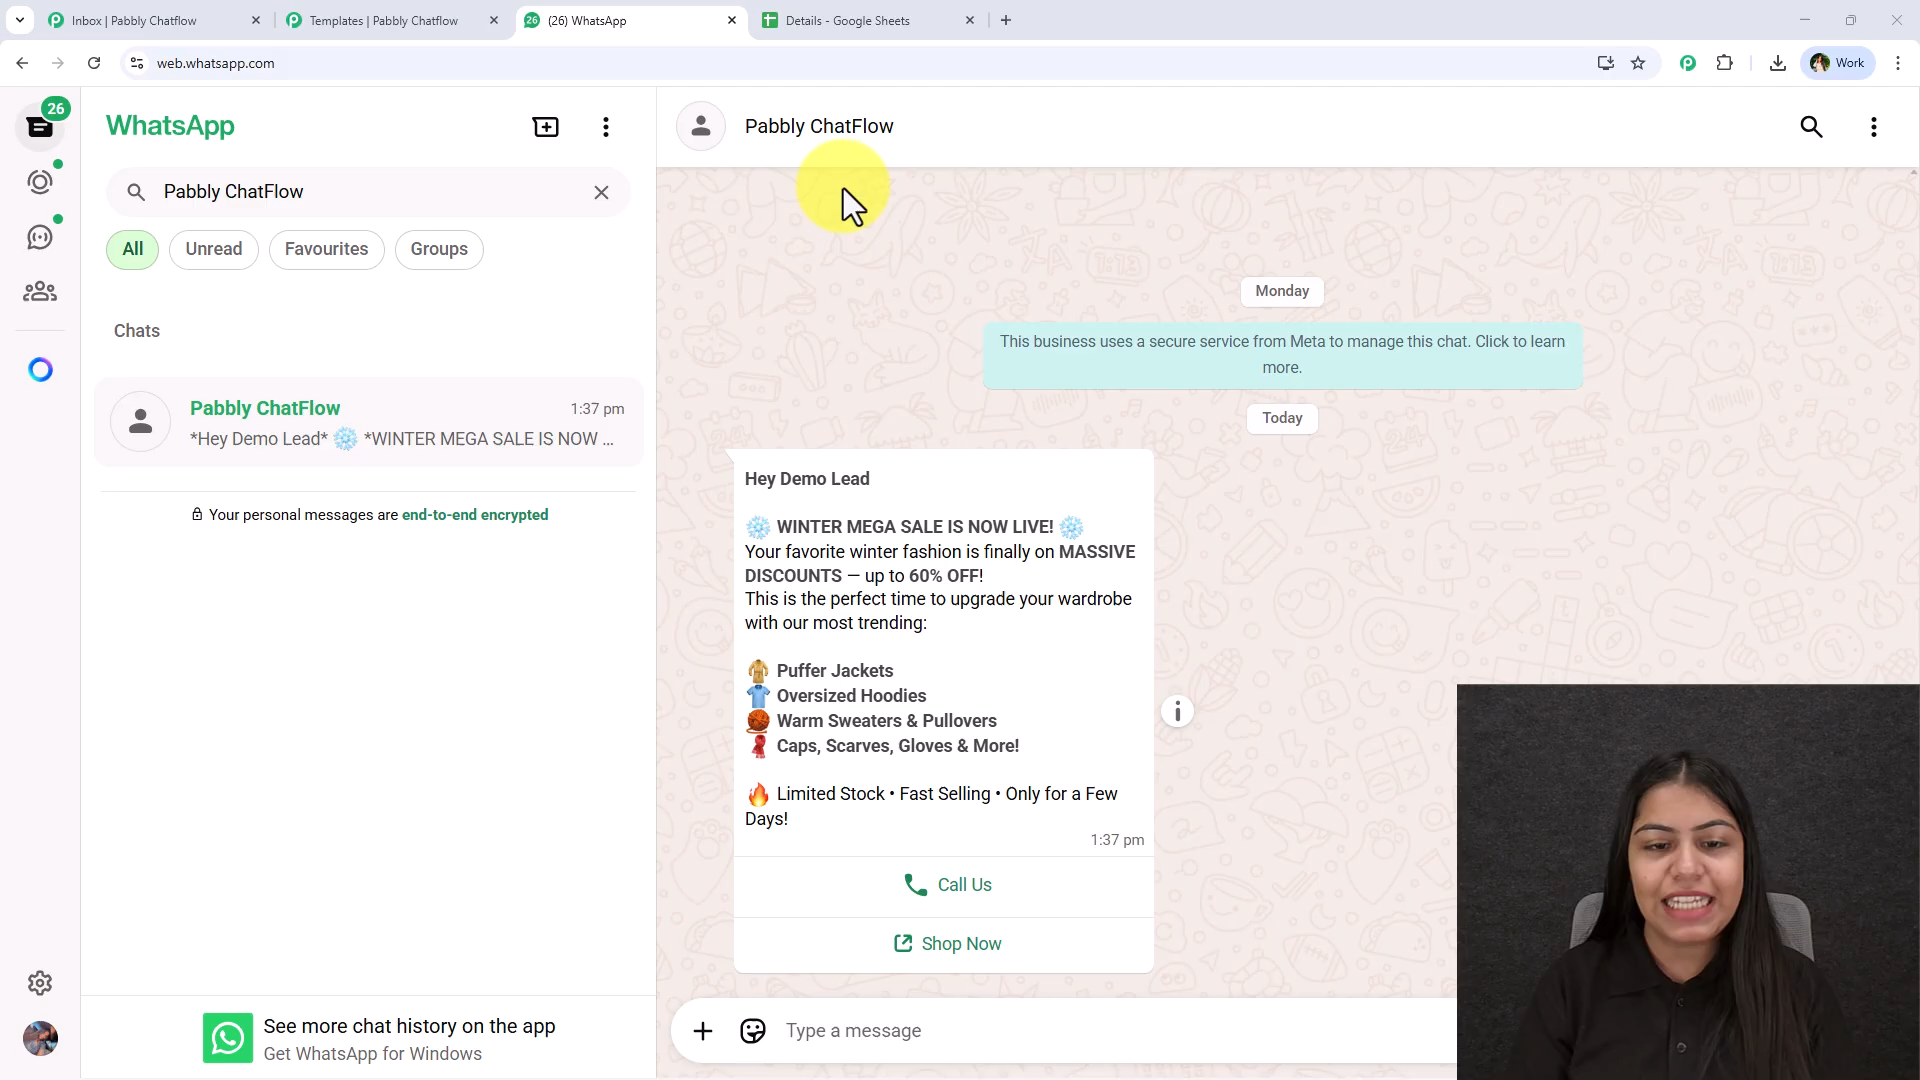 Inbox | Pabbly Chatflow
Templates | Pabbly Chatflow
26
(26) WhatsApp
Details - Google Sheets
web.whatsapp.com
Work
26
WhatsApp
Pabbly ChatFlow
Pabbly ChatFlow
All
Unread
Favourites
Groups
Chats
Pabbly ChatFlow
1:37 pm
*Hey Demo Lead* ❄️ *WINTER MEGA SALE IS NOW ...
Your personal messages are end-to-end encrypted
See more chat history on the app
Get WhatsApp for Windows
Monday
This business uses a secure service from Meta to manage this chat. Click to learn
more.
Today
Hey Demo Lead
❄️ WINTER MEGA SALE IS NOW LIVE! ❄️
Your favorite winter fashion is finally on MASSIVE
DISCOUNTS — up to 60% OFF!
This is the perfect time to upgrade your wardrobe
with our most trending:
🧥 Puffer Jackets
👕 Oversized Hoodies
🧶 Warm Sweaters & Pullovers
🧣 Caps, Scarves, Gloves & More!
🔥 Limited Stock • Fast Selling • Only for a Few
Days!
1:37 pm
Call Us
Shop Now
Type a message